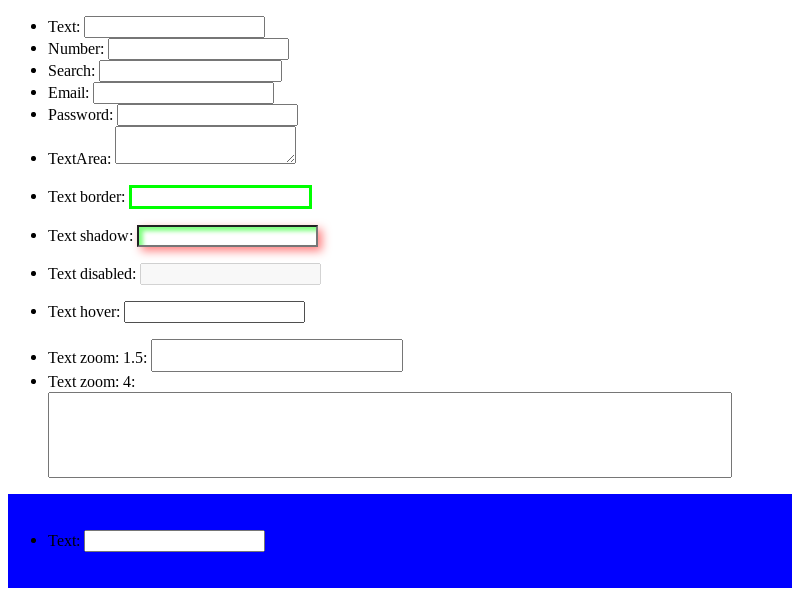 Text:
Number:
Search:
Email:
Password:
TextArea:
Text border:
Text shadow:
Text disabled:
Text hover:
Text zoom: 1.5:
Text zoom: 4:
Text: